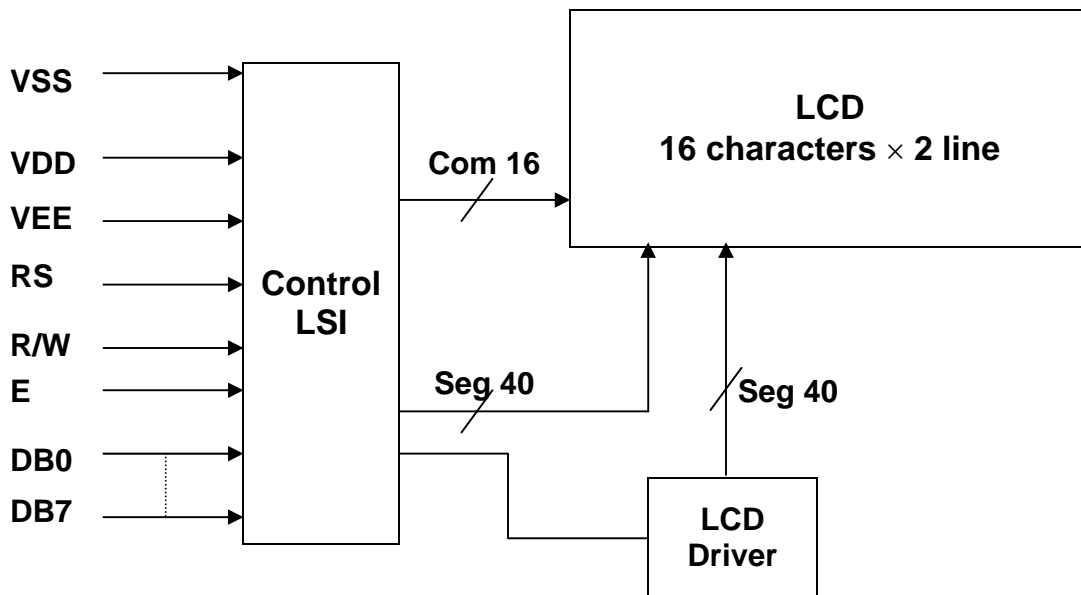 VSS
VDD
VEE
RS
R/W
E
DB0
DB7
Control
LSI
Com 16
Seg 40
LCD
16 characters × 2 line
Seg 40
LCD
Driver